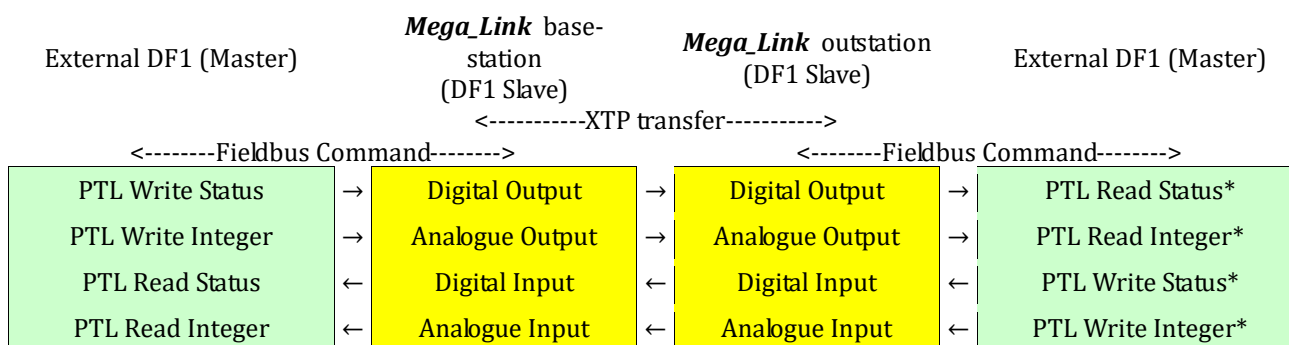 External DF1 (Master) Mega_Link base-station (DF1 Slave) Mega_Link outstation (DF1 Slave) External DF1 (Master)
<-----------XTP transfer----------->
<--------Fieldbus Command--------> <--------Fieldbus Command-------->
PTL Write Status → Digital Output → Digital Output → PTL Read Status*
PTL Write Integer → Analogue Output → Analogue Output → PTL Read Integer*
PTL Read Status ← Digital Input ← Digital Input ← PTL Write Status*
PTL Read Integer ← Analogue Input ← Analogue Input ← PTL Write Integer*